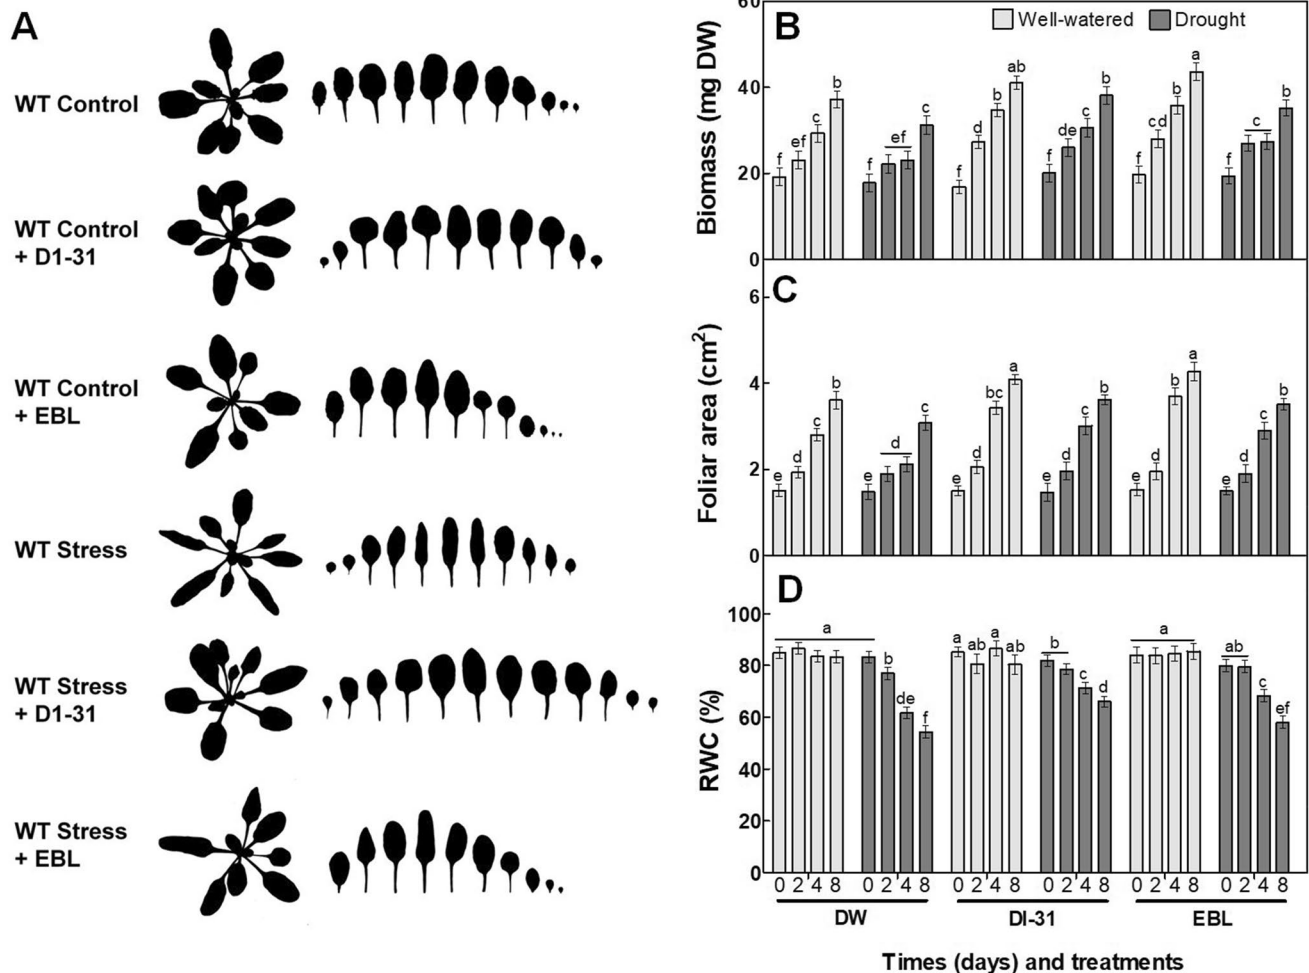 A
WT Control
WT Control
+ D1-31
WT Control
+ EBL
WT Stress
WT Stress
+ D1-31
WT Stress
+ EBL
B
Well-watered Drought
Biomass (mg DW)
60
40
20
0
f ef c b f ef c f d b ab f de c b f cd b a f c b
C
Foliar area (cm2)
6
4
2
0
e d c b e d c e d bc a e d c b e d b a e d c b
D
RWC (%)
100
80
60
40
20
0
a b de f a ab a ab b c d a ab c ef
0 2 4 8 0 2 4 8 0 2 4 8 0 2 4 8 0 2 4 8 0 2 4 8
DW DI-31 EBL
Times (days) and treatments